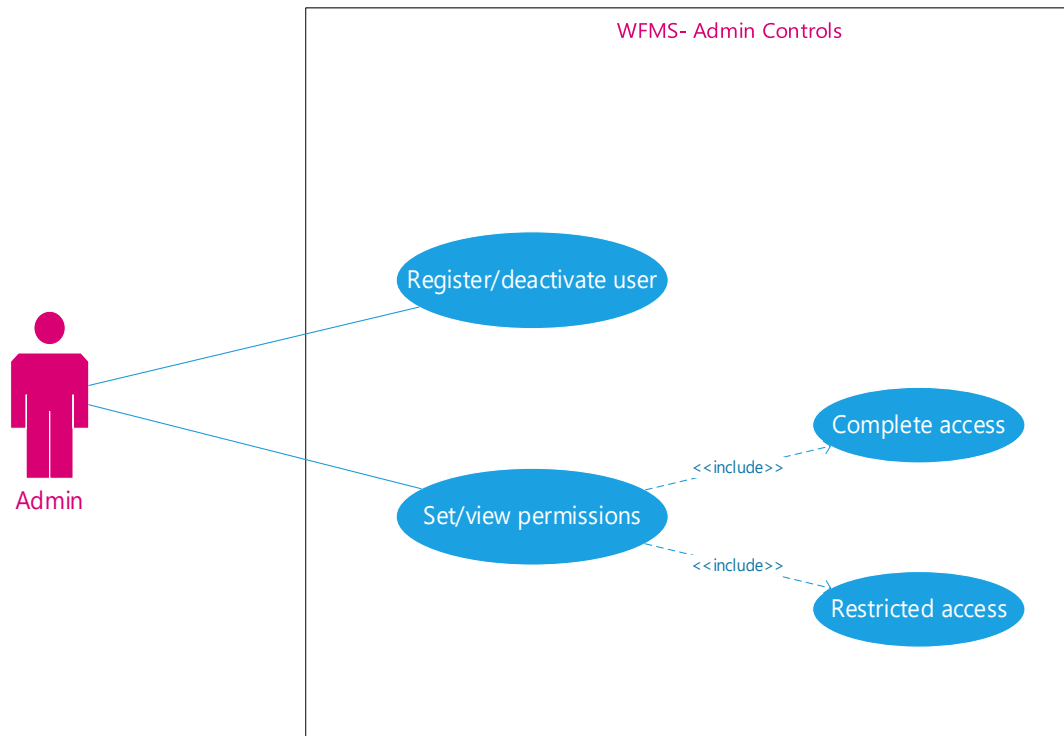 WFMS- Admin Controls
Register/deactivate user
Complete access
<<include>>
Admin
Set/view permissions
<<include>>
Restricted access